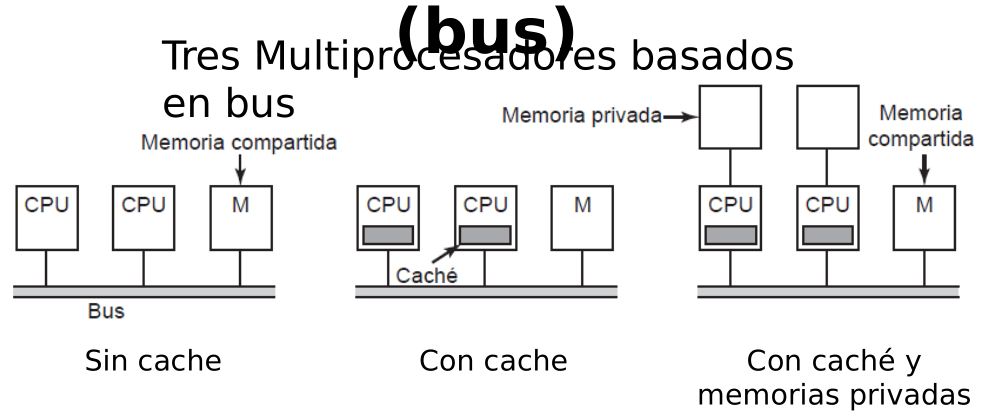 (bus)
Tres Multiprocesadores basados
en bus
Memoria compartida
CPU
CPU
M
Bus
Sin cache
CPU
CPU
M
Caché
Con cache
Memoria privada
Memoria
compartida
CPU
CPU
M
Con caché y
memorias privadas